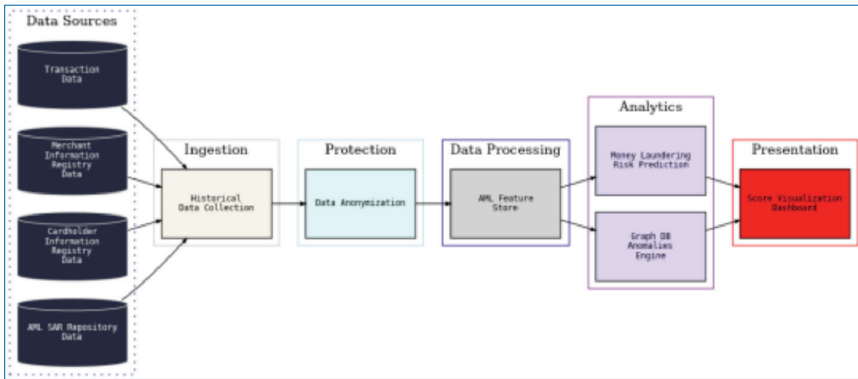 Data Sources
Transaction
Data
Merchant
Information
Registry
Data
Cardholder
Information
Registry
Data
AML SAR Repository
Data
Ingestion
Historical
Data Collection
Protection
Data Anonymization
Data Processing
AML Feature
Store
Analytics
Money Laundering
Risk Prediction
Graph DB
Anomalies
Engine
Presentation
Score Visualization
Dashboard